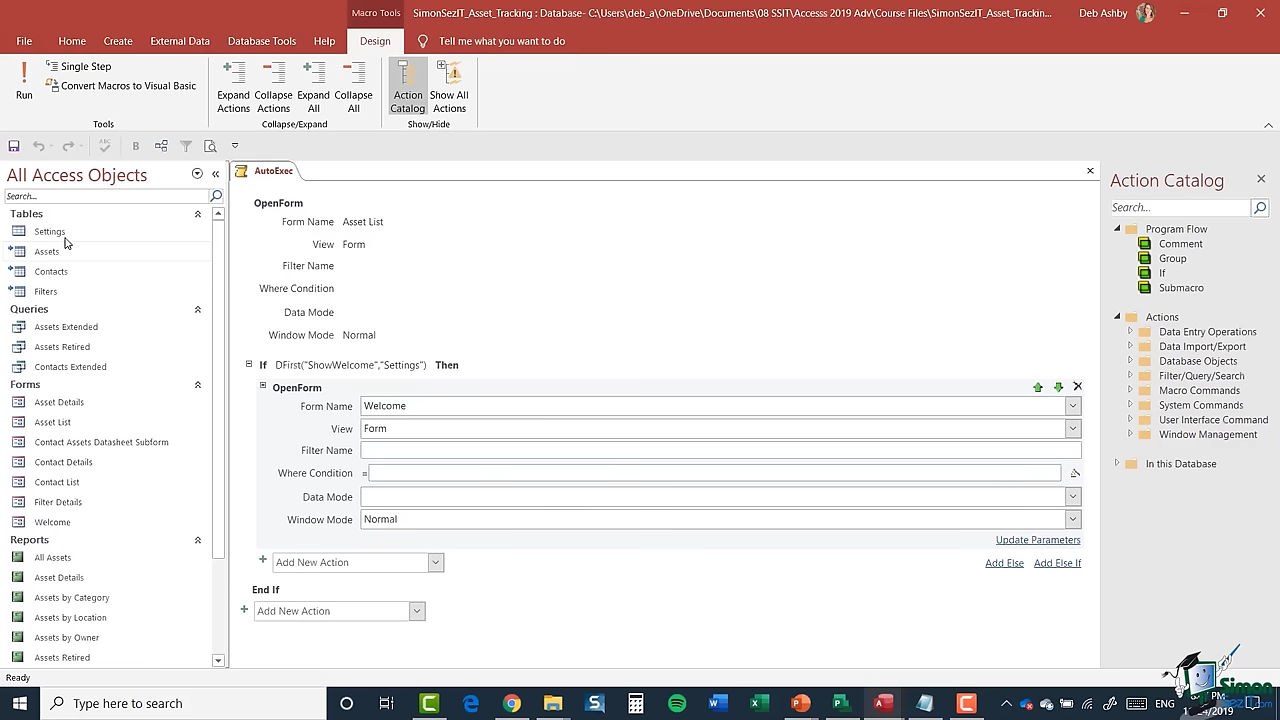 Macro Tools
SimonSezIT_Asset_Tracking : Database- C:\Users\deb_a\OneDrive\Documents\08 SSIT\Accesss 2019 Adv\Course Files\SimonSezIT_Asset_Trackin...
Deb Ashby
File Home Create External Data Database Tools Help Design Tell me what you want to do
Run
Single Step
Convert Macros to Visual Basic
Tools
Expand Actions
Collapse Actions
Expand All
Collapse All
Collapse/Expand
Action Catalog
Show All Actions
Show/Hide
ABC
B
All Access Objects
Search...
Tables
Settings
Assets
Contacts
Filters
Queries
Assets Extended
Assets Retired
Contacts Extended
Forms
Asset Details
Asset List
Contact Assets Datasheet Subform
Contact Details
Contact List
Filter Details
Welcome
Reports
All Assets
Asset Details
Assets by Category
Assets by Location
Assets by Owner
Assets Retired
AutoExec
OpenForm
Form Name Asset List
View Form
Filter Name
Where Condition
Data Mode
Window Mode Normal
If DFirst("ShowWelcome","Settings") Then
OpenForm
Form Name Welcome
View Form
Filter Name
Where Condition =
Data Mode
Window Mode Normal
Update Parameters
Add New Action
Add Else Add Else If
End If
Add New Action
Action Catalog
Search...
Program Flow
Comment
Group
If
Submacro
Actions
Data Entry Operations
Data Import/Export
Database Objects
Filter/Query/Search
Macro Commands
System Commands
User Interface Command
Window Management
In this Database
Ready
Type here to search
ENG
Simon
SezIT.com